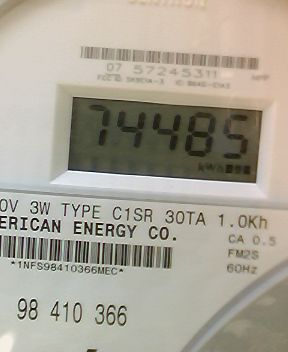 07 57245311
74485
kWh
0V 3W TYPE C1SR 30TA 1.0Kh
ERICAN ENERGY CO.
CA 0.5
FM2S
60Hz
*1NFS98410366MEC*
98 410 366